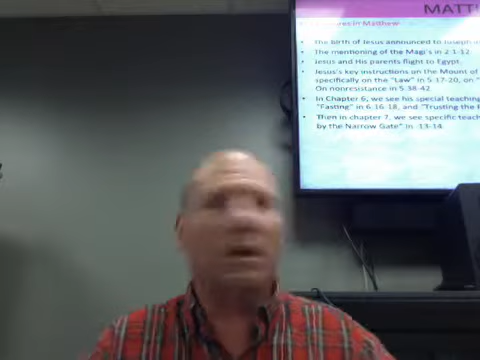 MATT
in Matthew
The birth of Jesus announced to Joseph
The mentioning of the Magi's in 2:1-12
Jesus and His parents flight to Egypt.
Jesus's key instructions on the Mount of
specifically on the "Law" in 5:17-20, on "
On nonresistance in 5:38-42
In Chapter 6, we see his special teaching
"Fasting" in 6:16-18, and "Trusting the
Then in chapter 7, we see specific teac
by the Narrow Gate" in :13-14.